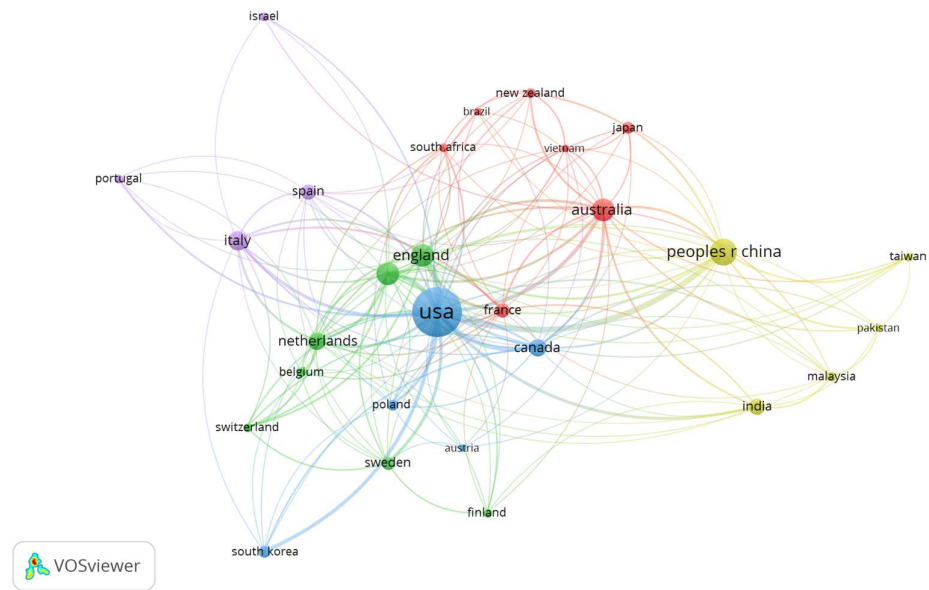 israel
new zealand
brazil
japan
south africa
vietnam
portugal
spain
australia
italy
england
peoples r china
taiwan
usa
france
pakistan
netherlands
canada
belgium
malaysia
poland
india
switzerland
austria
sweden
finland
south korea
VOSviewer